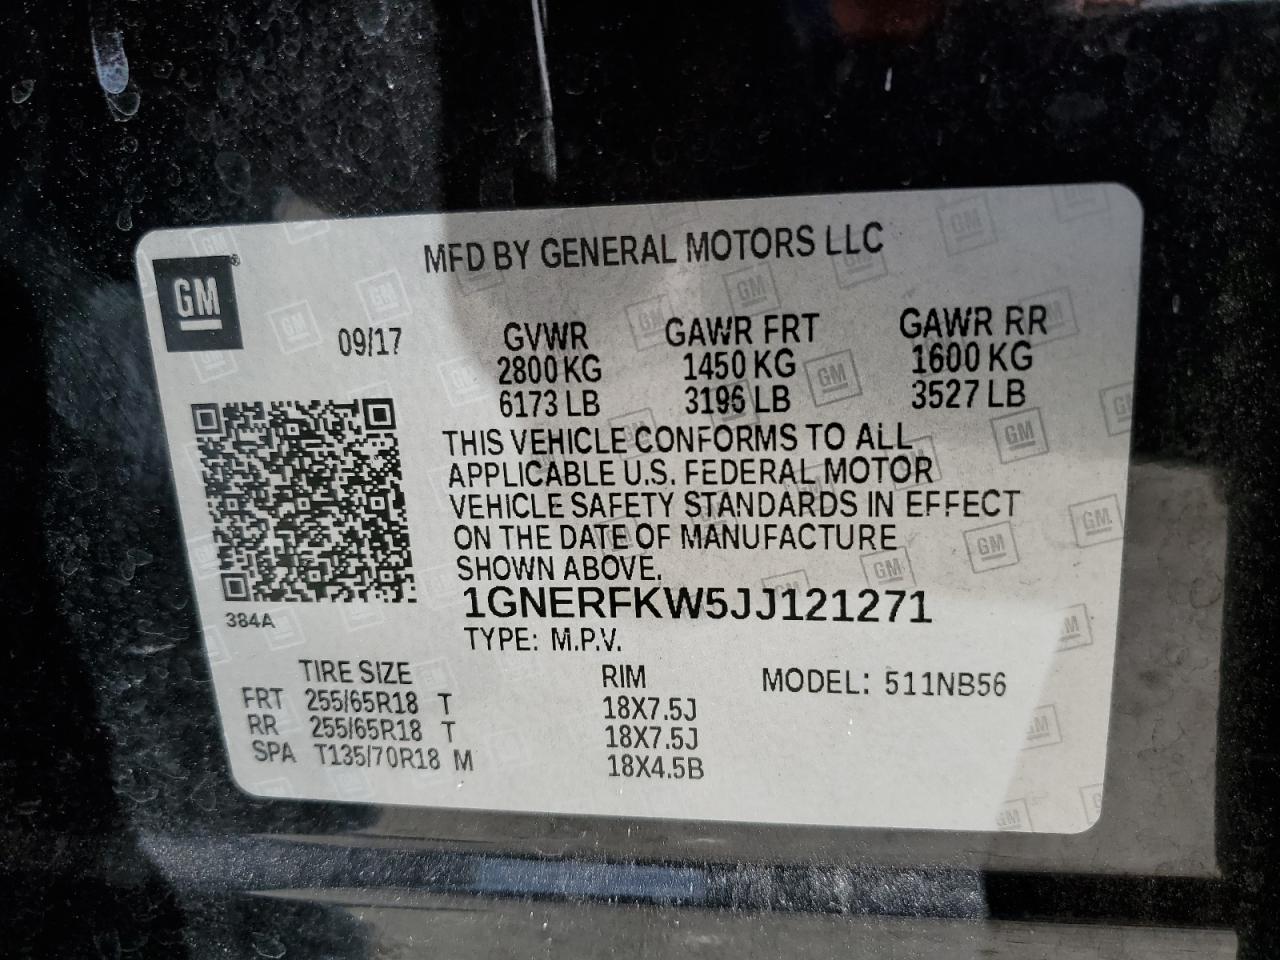 MFD BY GENERAL MOTORS LLC
GM®
09/17 GVWR GAWR FRT GAWR RR
2800 KG 1450 KG 1600 KG
6173 LB 3196 LB 3527 LB
THIS VEHICLE CONFORMS TO ALL
APPLICABLE U.S. FEDERAL MOTOR
VEHICLE SAFETY STANDARDS IN EFFECT
ON THE DATE OF MANUFACTURE
SHOWN ABOVE.
384A
1GNERFKW5JJ121271
TYPE: M.P.V.
TIRE SIZE RIM MODEL: 511NB56
FRT 255/65R18 T 18X7.5J
RR 255/65R18 T 18X7.5J
SPA T135/70R18 M 18X4.5B